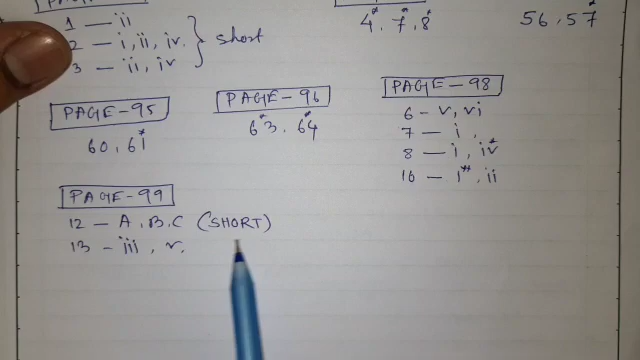 1 — ii
2 — i, ii, iv.
3 — ii, iv
short
4*, 7*, 8*
56, 57*
PAGE-95
60, 61*
PAGE-96
63*, 64*
PAGE-98
6 - v, vi
7 — i,
8 — i, iv*
16 — i**, ii
PAGE-99
12 — A, B, C (SHORT)
13 — iii, v.